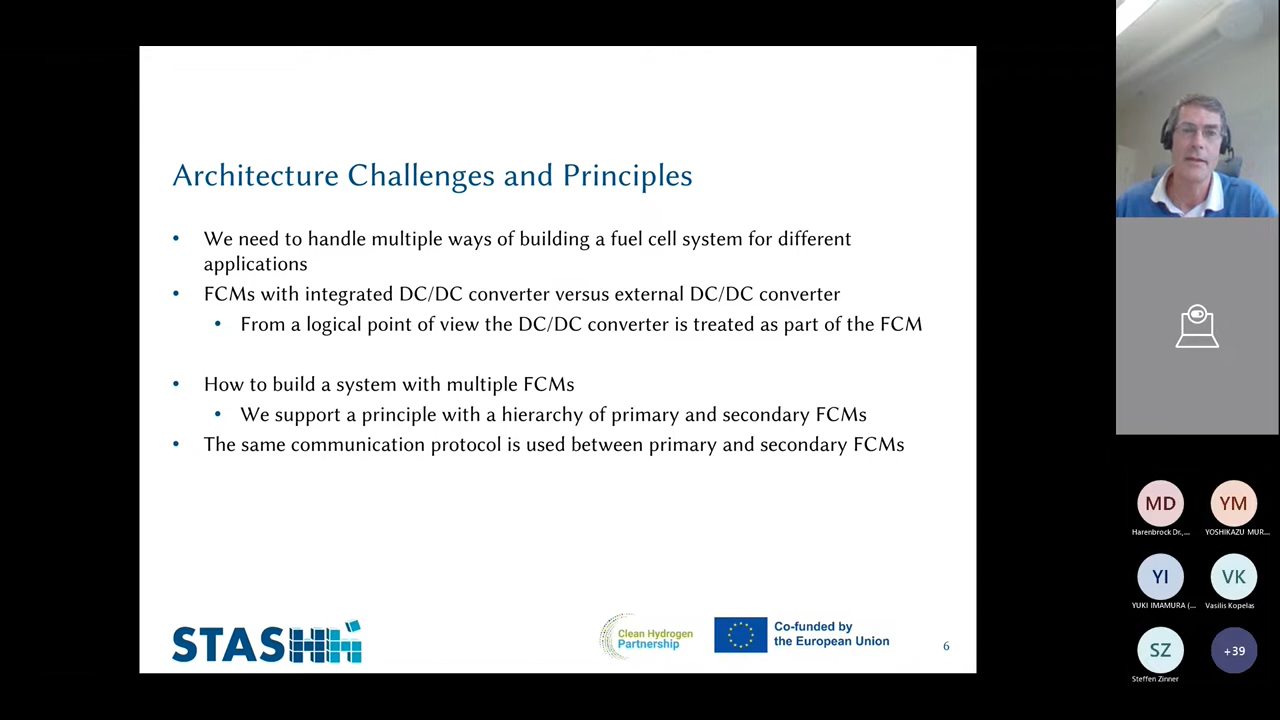 Architecture Challenges and Principles
• We need to handle multiple ways of building a fuel cell system for different
applications
• FCMs with integrated DC/DC converter versus external DC/DC converter
• From a logical point of view the DC/DC converter is treated as part of the FCM
• How to build a system with multiple FCMs
• We support a principle with a hierarchy of primary and secondary FCMs
• The same communication protocol is used between primary and secondary FCMs
STASHH
Clean Hydrogen
Partnership
Co-funded by
the European Union
6
MD
YM
Harenbrock Dr.,...
YOSHIKAZU MUR...
YI
VK
YUKI IMAMURA (...
Vasilis Kopelas
SZ
+39
Steffen Zinner